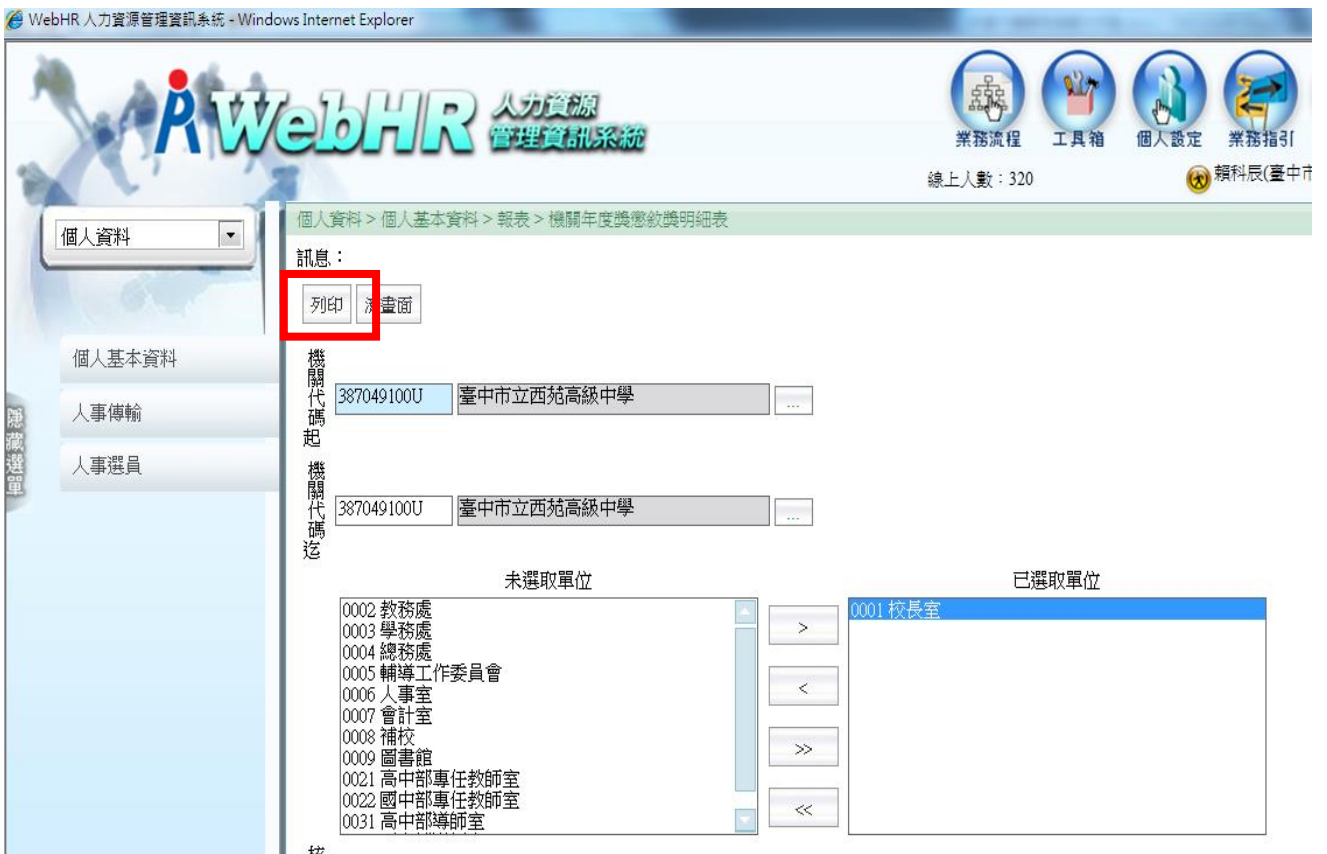 WebHR 人力資源管理資訊系統 - Windows Internet Explorer
WebHR 人力資源
管理資訊系統
業務流程 工具箱 個人設定 業務指引
線上人數：320
賴科辰(臺中市
個人資料
個人資料 > 個人基本資料 > 報表 > 機關年度獎懲敘獎明細表
訊息：
列印 畫面
個人基本資料
人事傳輸
人事選員
隱藏選單
機關代碼起 387049100U 臺中市立西苑高級中學 ...
機關代碼迄 387049100U 臺中市立西苑高級中學 ...
未選取單位
0002 教務處
0003 學務處
0004 總務處
0005 輔導工作委員會
0006 人事室
0007 會計室
0008 補校
0009 圖書館
0021 高中部專任教師室
0022 國中部專任教師室
0031 高中部導師室
>
<
>>
<<
已選取單位
0001 校長室